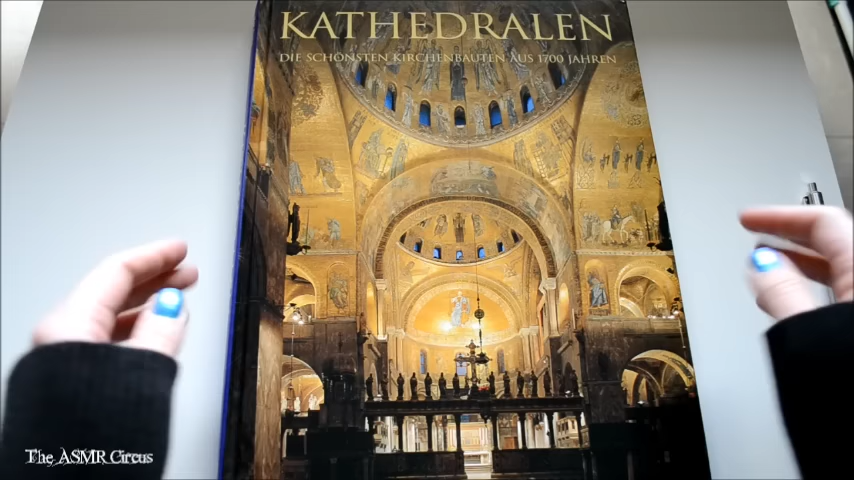 KATHEDRALEN
DIE SCHÖNSTEN KIRCHENBAUTEN AUS 1700 JAHREN
The ASMR Circus